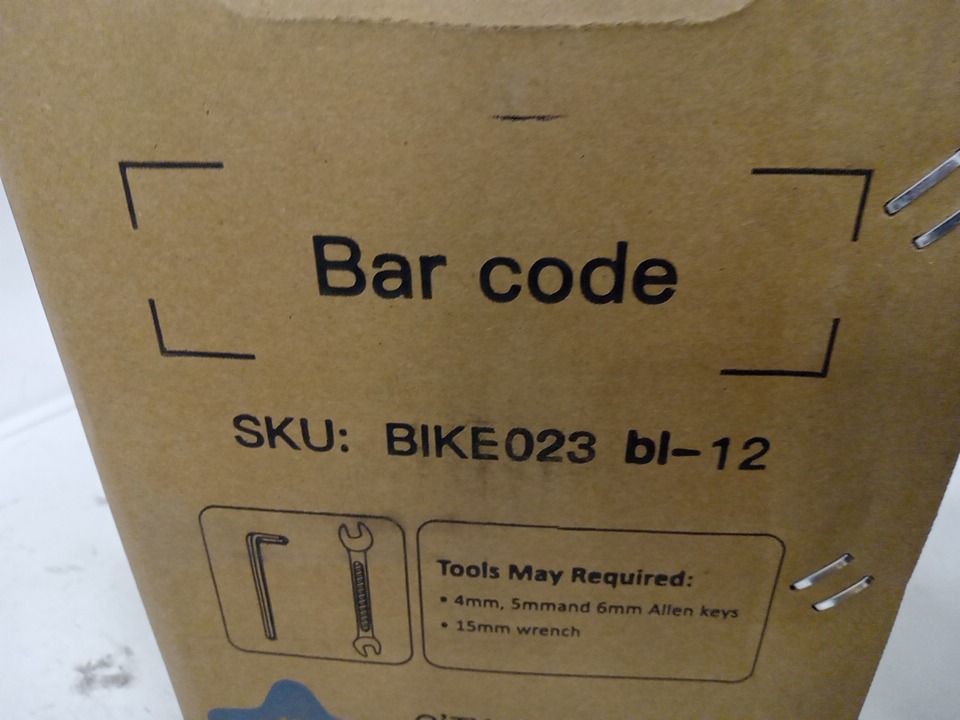 Bar code
SKU: BIKE023 bl-12
Tools May Required:
• 4mm, 5mmand 6mm Allen keys
• 15mm wrench